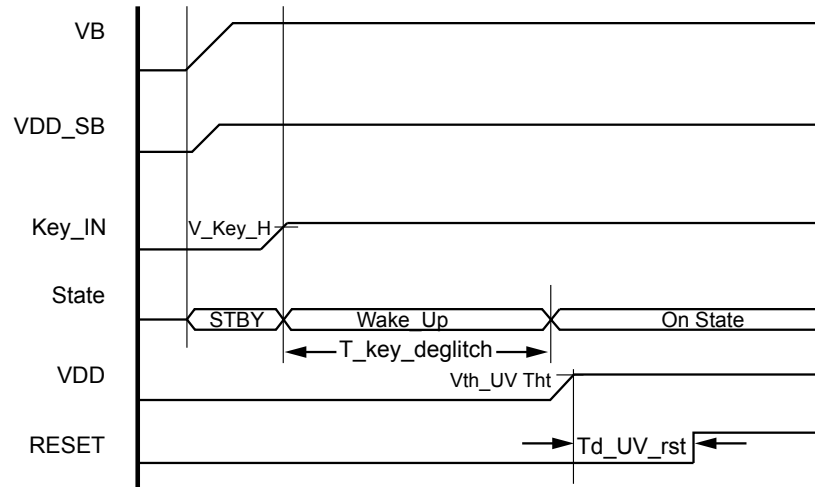 VB
VDD_SB
Key_IN
V_Key_H
State
STBY
Wake_Up
On State
T_key_deglitch
VDD
Vth_UV Tht
RESET
Td_UV_rst